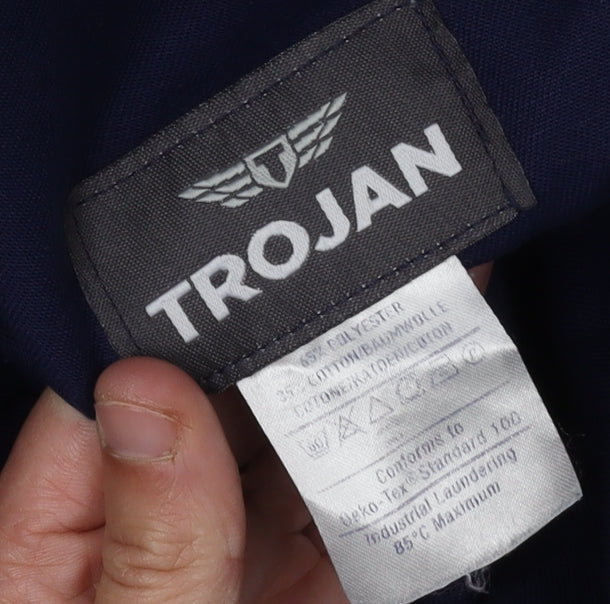 TROJAN
65% POLYESTER
35% COTTON/BAUMWOLLE
Conforms to
Oeko-Tex® Standard 100
Industrial Laundering
85°C Maximum